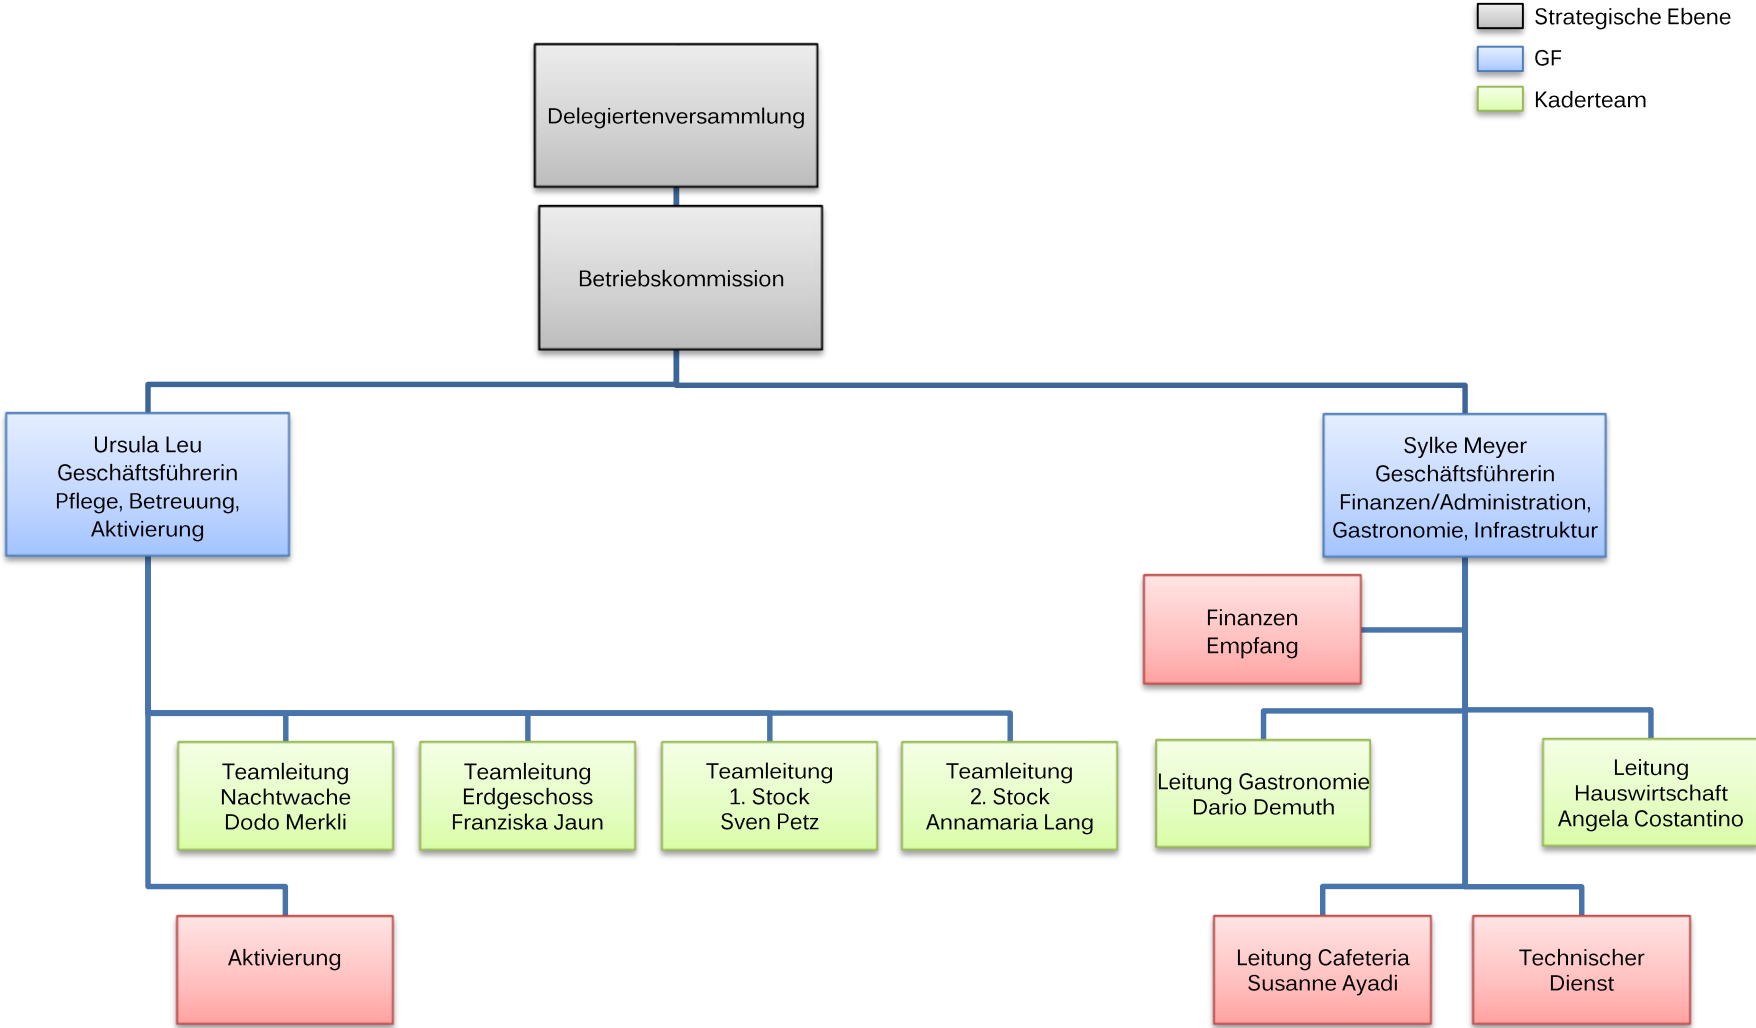 Strategische Ebene
GF
Kaderteam
Delegiertenversammlung
Betriebskommission
Ursula Leu
Geschäftsführerin
Pflege, Betreuung,
Aktivierung
Sylke Meyer
Geschäftsführerin
Finanzen/Administration,
Gastronomie, Infrastruktur
Finanzen
Empfang
Teamleitung
Nachtwache
Dodo Merkli
Teamleitung
Erdgeschoss
Franziska Jaun
Teamleitung
1. Stock
Sven Petz
Teamleitung
2. Stock
Annamaria Lang
Leitung Gastronomie
Dario Demuth
Leitung
Hauswirtschaft
Angela Costantino
Aktivierung
Leitung Cafeteria
Susanne Ayadi
Technischer
Dienst